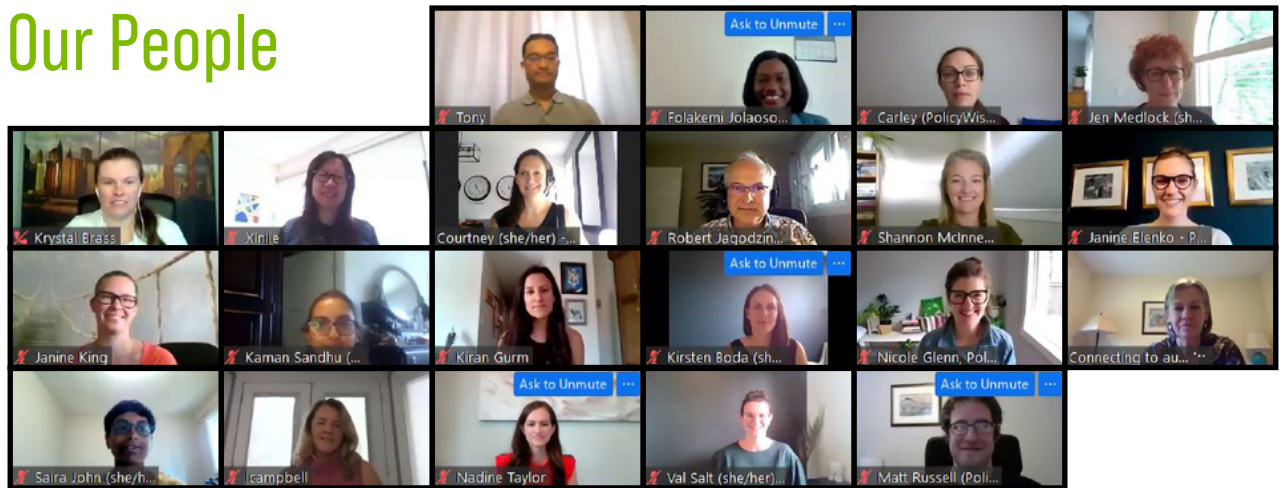 Our People
Ask to Unmute ...
Ask to Unmute ...
Tony
Folakemi Jolaoso...
Carley (PolicyWis...
Jen Medlock (sh...
Krystal Brass
Xinjie
Courtney (she/her) -...
Robert Jagodzin...
Shannon McInne...
Janine Elenko - P...
Janine King
Kaman Sandhu (...
Kiran Gurm
Kirsten Boda (sh...
Nicole Glenn, Pol...
Connecting to au... ...
Ask to Unmute ...
Ask to Unmute ...
Saira John (she/h...
lcampbell
Nadine Taylor
Val Salt (she/her)...
Matt Russell (Poli...